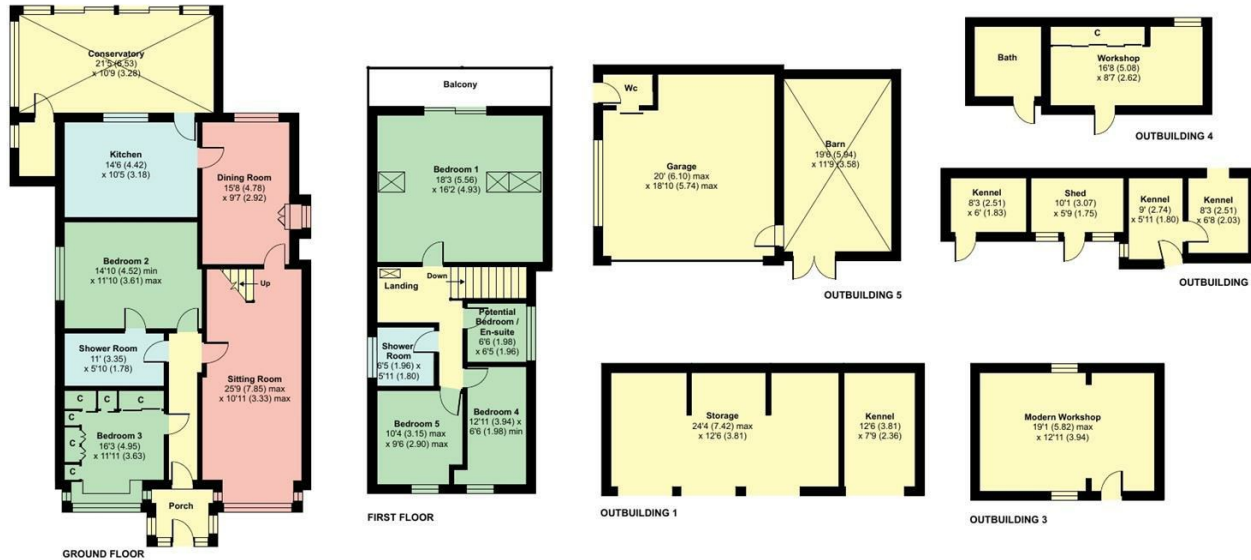 Conservatory
21'5 (6.53)
x 10'9 (3.28)
Kitchen
14'6 (4.42)
x 10'5 (3.18)
Dining Room
15'8 (4.78)
x 9'7 (2.92)
Bedroom 2
14'10 (4.52) min
x 11'10 (3.61) max
Up
Shower Room
11' (3.35)
x 5'10 (1.78)
Sitting Room
25'9 (7.85) max
x 10'11 (3.33) max
C
C
C
C
C
Bedroom 3
16'3 (4.95)
x 11'11 (3.63)
Porch
GROUND FLOOR
Balcony
Bedroom 1
18'3 (5.56)
x 16'2 (4.93)
Landing
Down
Potential
Bedroom /
En-suite
6'6 (1.98)
x 6'5 (1.96)
Shower
Room
6'5 (1.96) x
5'11 (1.80)
Bedroom 4
12'11 (3.94) x
6'6 (1.98) min
Bedroom 5
10'4 (3.15) max
x 9'6 (2.90) max
FIRST FLOOR
Wc
Garage
20' (6.10) max
x 18'10 (5.74) max
Barn
19'6 (5.94)
x 11'9 (3.58)
OUTBUILDING 5
Storage
24'4 (7.42) max
x 12'6 (3.81)
Kennel
12'6 (3.81)
x 7'9 (2.36)
OUTBUILDING 1
Bath
C
Workshop
16'8 (5.08)
x 8'7 (2.62)
OUTBUILDING 4
Kennel
8'3 (2.51)
x 6' (1.83)
Shed
10'1 (3.07)
x 5'9 (1.75)
Kennel
9' (2.74)
x 5'11 (1.80)
Kennel
8'3 (2.51)
x 6'8 (2.03)
OUTBUILDING
Modern Workshop
19'1 (5.82) max
x 12'11 (3.94)
OUTBUILDING 3